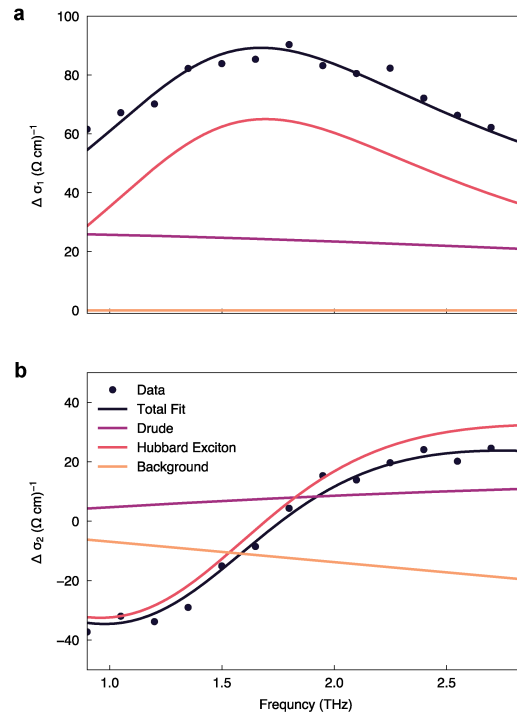 a
100
80
60
40
20
0
Δ σ₁ (Ω cm)⁻¹
b
40
20
0
−20
−40
Δ σ₂ (Ω cm)⁻¹
Data
Total Fit
Drude
Hubbard Exciton
Background
1.0 1.5 2.0 2.5
Frequncy (THz)